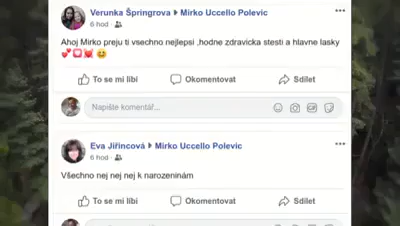 Verunka Špringrova Mirko Uccello Polevic
6 hod
Ahoj Mirko preju ti vsechno nejlepsi ,hodne zdravicka stesti a hlavne lasky
To se mi líbí Okomentovat Sdílet
Napište komentář...
GIF
Eva Jiřincová Mirko Uccello Polevic
6 hod
Všechno nej nej nej k narozeninám
To se mi líbí Okomentovat Sdílet